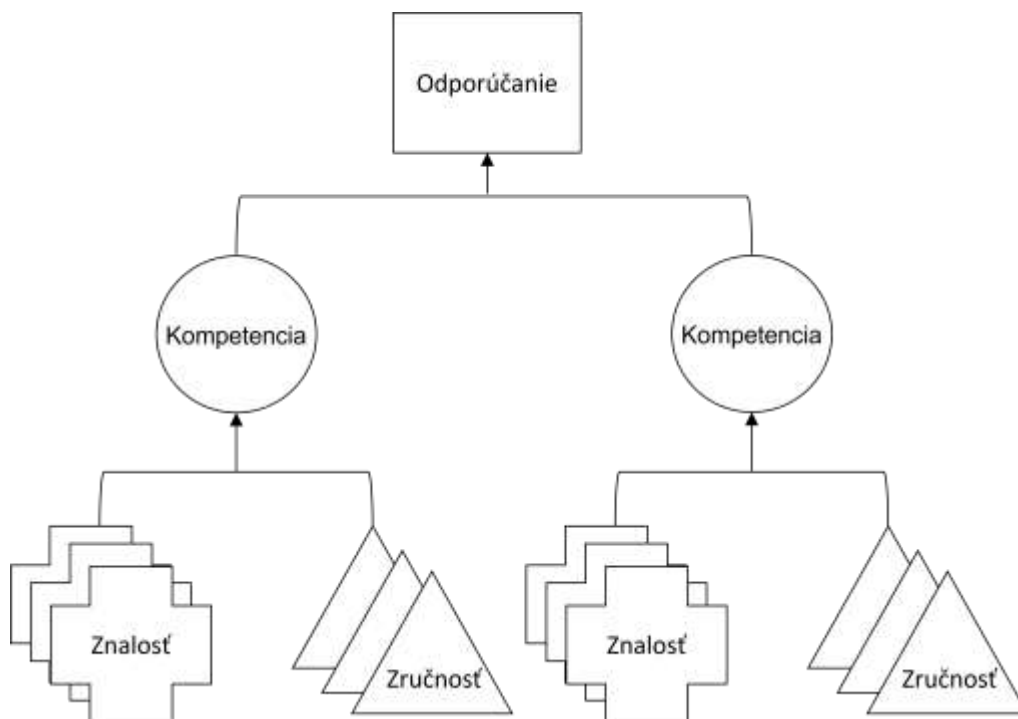 Odporúčanie
Kompetencia
Kompetencia
Znalosť
Zručnosť
Znalosť
Zručnosť